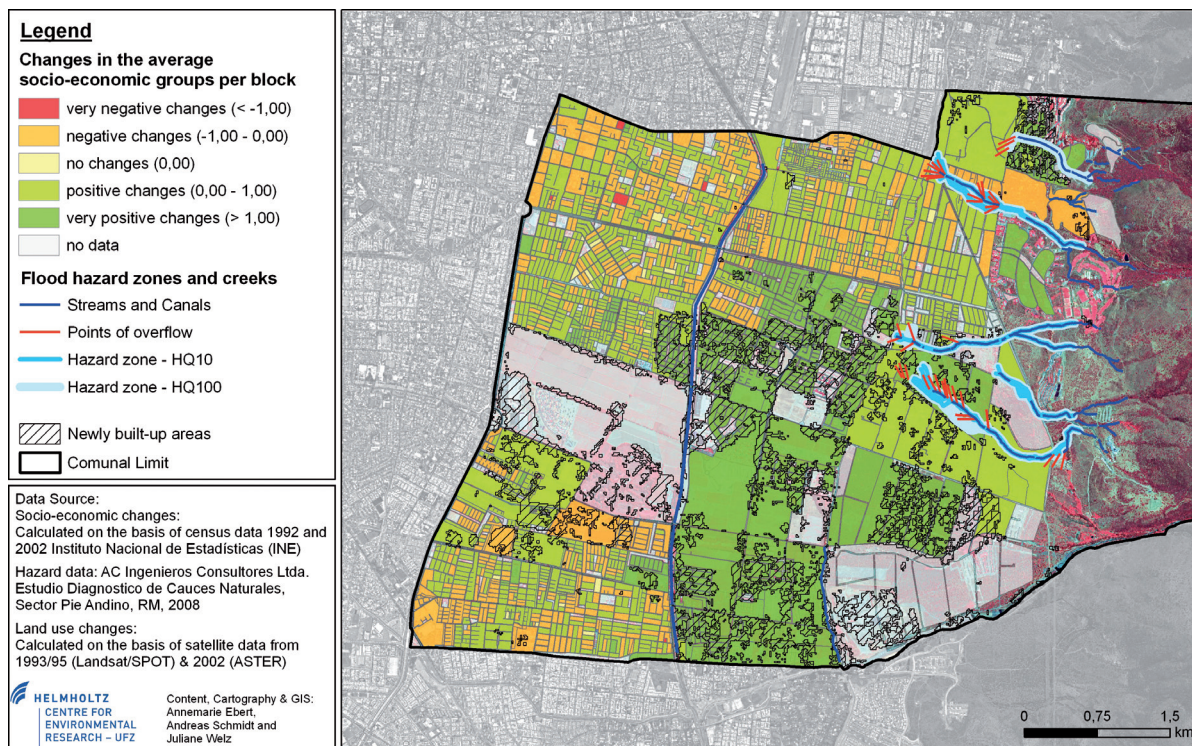 Legend
Changes in the average
socio-economic groups per block
very negative changes (< -1,00)
negative changes (-1,00 - 0,00)
no changes (0,00)
positive changes (0,00 - 1,00)
very positive changes (> 1,00)
no data
Flood hazard zones and creeks
Streams and Canals
Points of overflow
Hazard zone - HQ10
Hazard zone - HQ100
Newly built-up areas
Comunal Limit
Data Source:
Socio-economic changes:
Calculated on the basis of census data 1992 and
2002 Instituto Nacional de Estadísticas (INE)
Hazard data: AC Ingenieros Consultores Ltda.
Estudio Diagnostico de Cauces Naturales,
Sector Pie Andino, RM, 2008
Land use changes:
Calculated on the basis of satellite data from
1993/95 (Landsat/SPOT) & 2002 (ASTER)
HELMHOLTZ
CENTRE FOR
ENVIRONMENTAL
RESEARCH – UFZ
Content, Cartography & GIS:
Annemarie Ebert,
Andreas Schmidt and
Juliane Welz
0 0,75 1,5
km